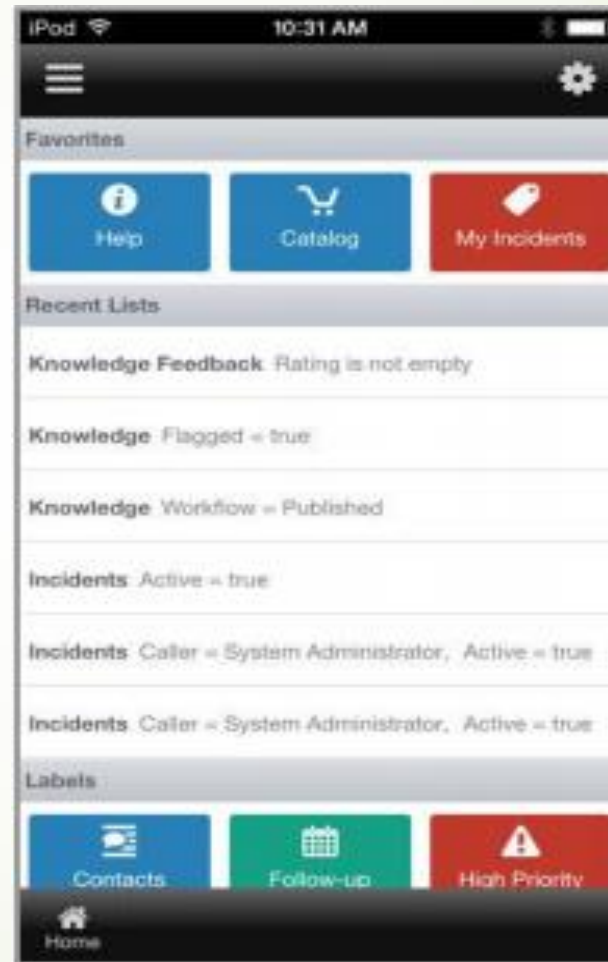 iPod 10:31 AM
Favorites
Help Catalog My Incidents
Recent Lists
Knowledge Feedback Rating is not empty
Knowledge Flagged = true
Knowledge Workflow = Published
Incidents Active = true
Incidents Caller = System Administrator, Active = true
Incidents Caller = System Administrator, Active = true
Labels
Contacts Follow-up High Priority
Home